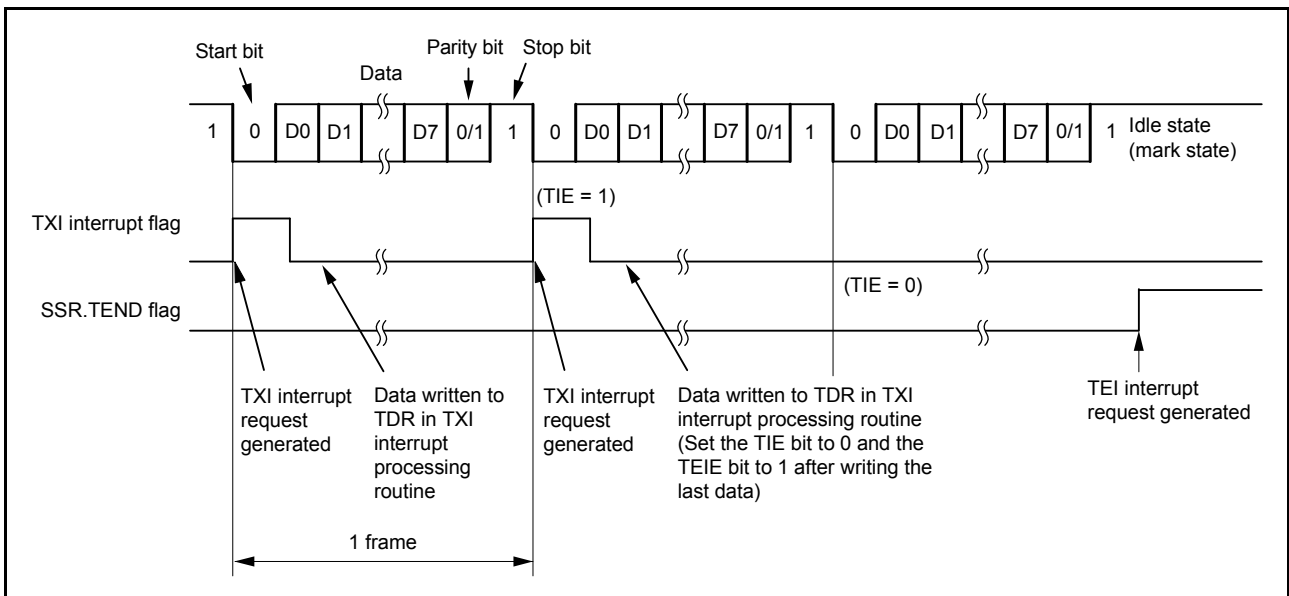 Start bit
Parity bit
Stop bit
Data
1 0 D0 D1 D7 0/1 1 0 D0 D1 D7 0/1 1 0 D0 D1 D7 0/1 1 Idle state
(mark state)
(TIE = 1)
TXI interrupt flag
(TIE = 0)
SSR.TEND flag
TXI interrupt
request
generated
Data written to
TDR in TXI
interrupt
processing
routine
TXI interrupt
request
generated
Data written to TDR in TXI
interrupt processing routine
(Set the TIE bit to 0 and the
TEIE bit to 1 after writing the
last data)
TEI interrupt
request generated
1 frame